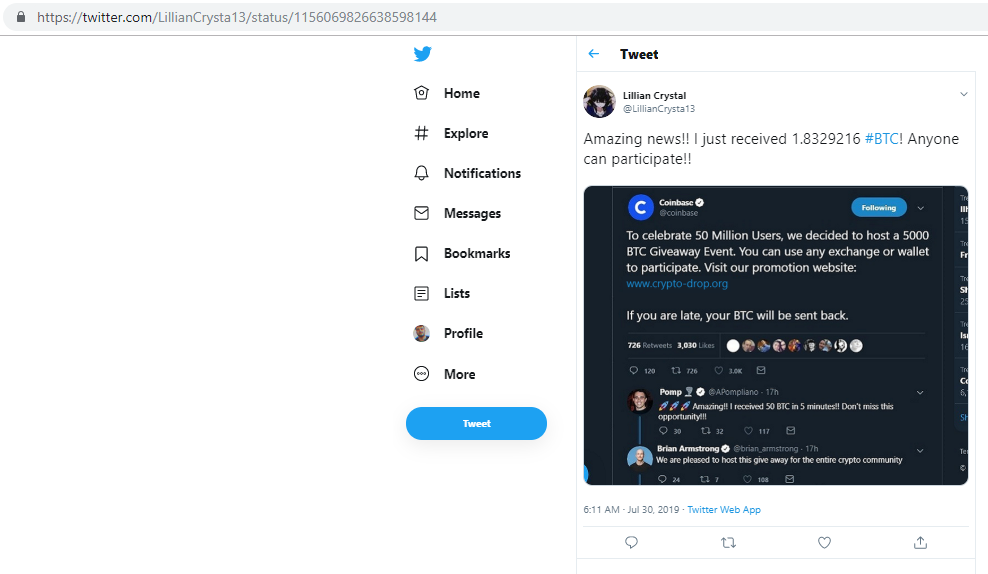 https://twitter.com/LillianCrysta13/status/1156069826638598144
Home
Explore
Notifications
Messages
Bookmarks
Lists
Profile
More
Tweet
Tweet
Lillian Crystal
@LillianCrysta13
Amazing news!! I just received 1.8329216 #BTC! Anyone
can participate!!
Coinbase
@coinbase
Following
To celebrate 50 Million Users, we decided to host a 5000
BTC Giveaway Event. You can use any exchange or wallet
to participate. Visit our promotion website:
www.crypto-drop.org
If you are late, your BTC will be sent back.
726 Retweets 3,030 Likes
120 726 3.0K
Pomp @APompliano · 17h
🚀🚀🚀 Amazing!! I received 50 BTC in 5 minutes!! Don't miss this
opportunity!!!
30 32 117
Brian Armstrong @brian_armstrong · 17h
We are pleased to host this give away for the entire crypto community
24 7 108
6:11 AM · Jul 30, 2019 · Twitter Web App